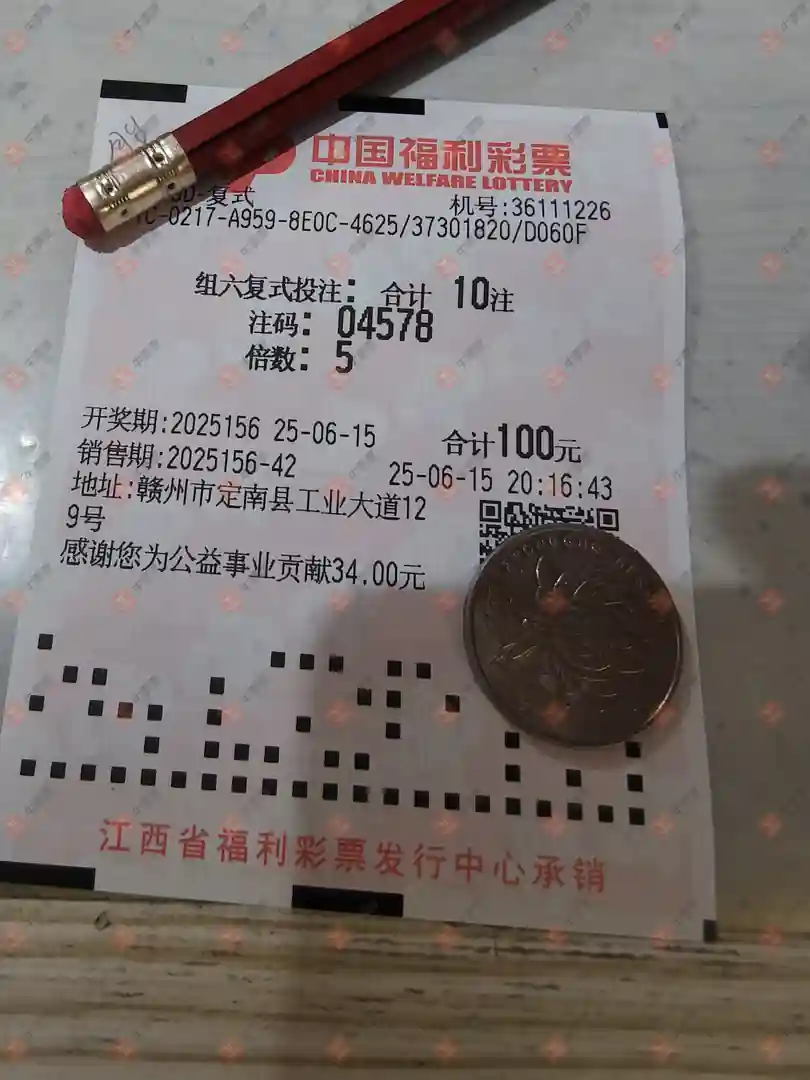 中国福利彩票
CHINA WELFARE LOTTERY
D-复式 机号:36111226
C-0217-A959-8E0C-4625/37301820/D060F
组六复式投注: 合计 10注
注码: 04578
倍数: 5
开奖期:2025156 25-06-15 合计100元
销售期:2025156-42 25-06-15 20:16:43
地址:赣州市定南县工业大道12
9号
感谢您为公益事业贡献34.00元
江西省福利彩票发行中心承销